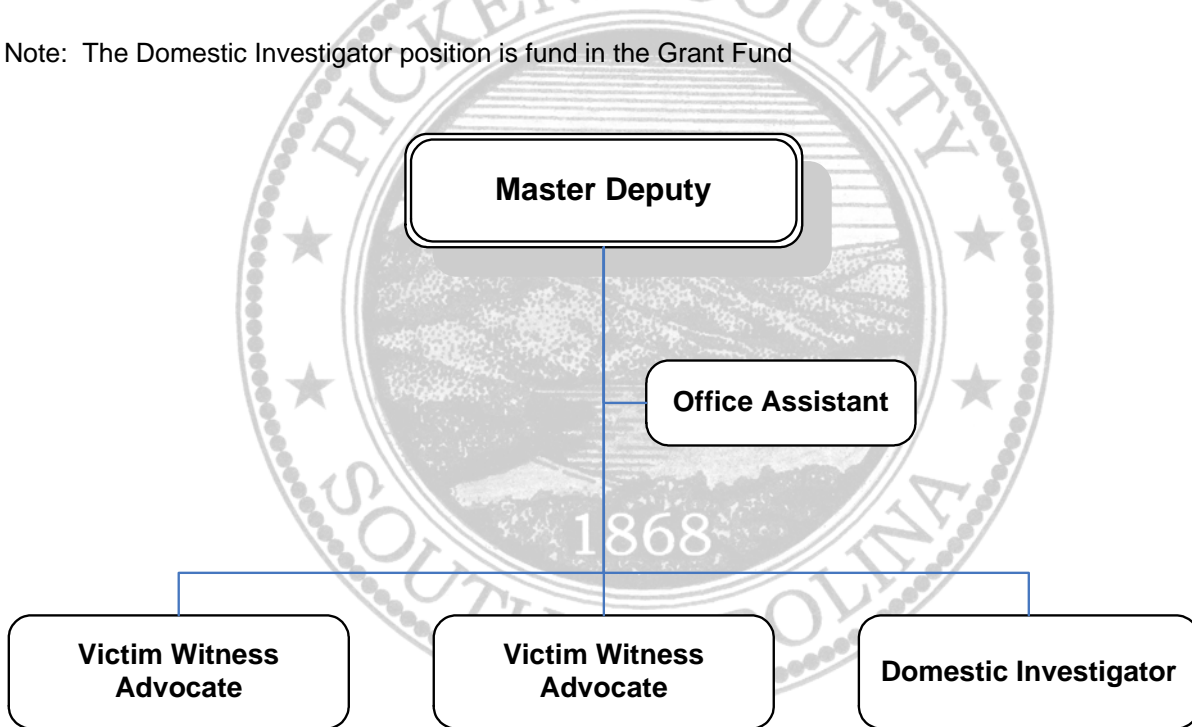 Note: The Domestic Investigator position is fund in the Grant Fund
PICKENS COUNTY
Master Deputy
Office Assistant
1868
SOUTH CAROLINA
Victim Witness
Advocate
Victim Witness
Advocate
Domestic Investigator